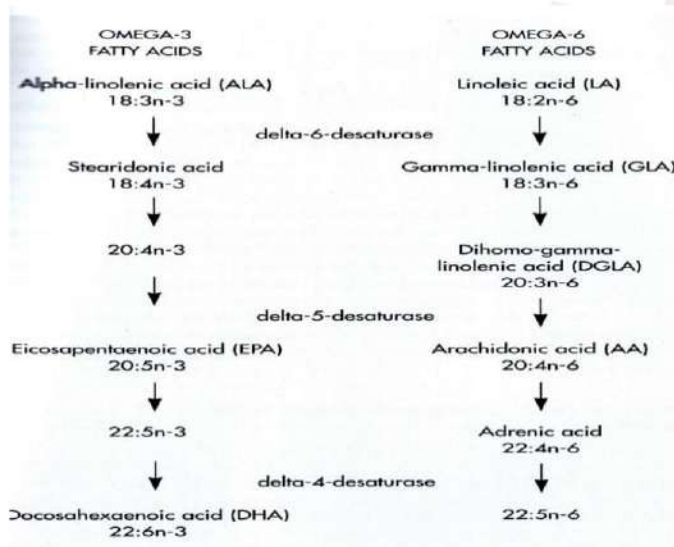 OMEGA-3
FATTY ACIDS
Alpha-linolenic acid (ALA)
18:3n-3
Stearidonic acid
18:4n-3
20:4n-3
Eicosapentaenoic acid (EPA)
20:5n-3
22:5n-3
Docosahexaenoic acid (DHA)
22:6n-3
delta-6-desaturase
delta-5-desaturase
delta-4-desaturase
OMEGA-6
FATTY ACIDS
Linoleic acid (LA)
18:2n-6
Gamma-linolenic acid (GLA)
18:3n-6
Dihomo-gamma-
linolenic acid (DGLA)
20:3n-6
Arachidonic acid (AA)
20:4n-6
Adrenic acid
22:4n-6
22:5n-6